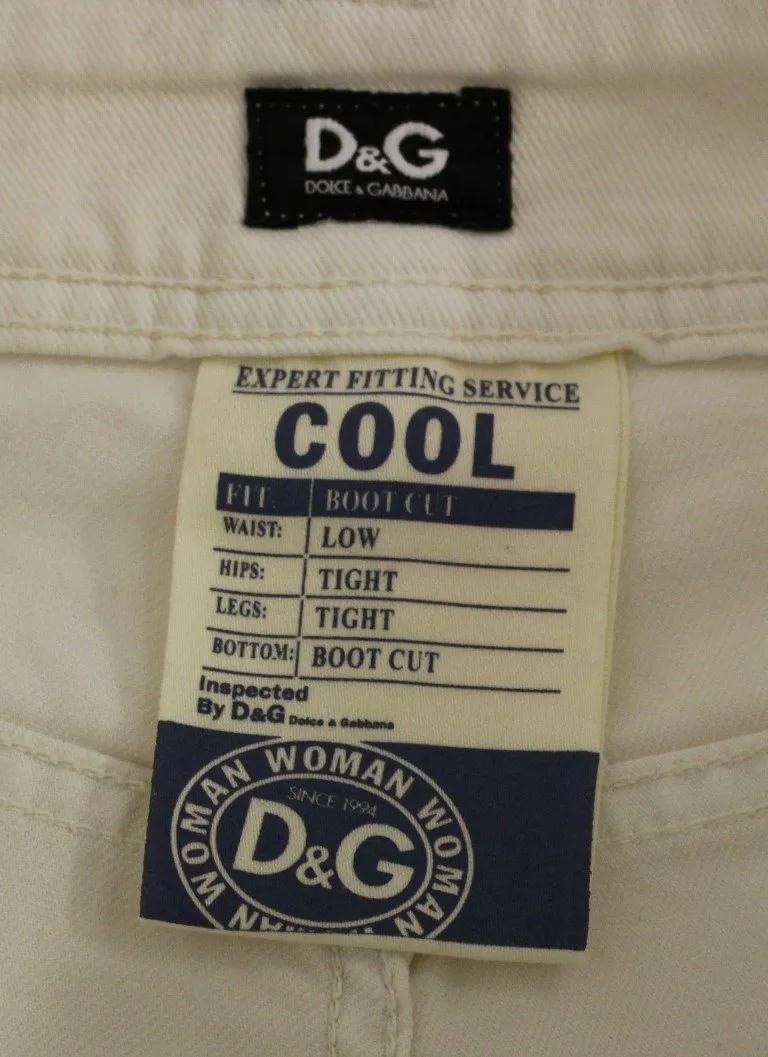 D&G
DOLCE & GABBANA
EXPERT FITTING SERVICE
COOL
FIT: BOOT CUT
WAIST: LOW
HIPS: TIGHT
LEGS: TIGHT
BOTTOM: BOOT CUT
Inspected
By D&G Dolce & Gabbana
WOMAN WOMAN WOMAN WOMAN
SINCE 1994
D&G